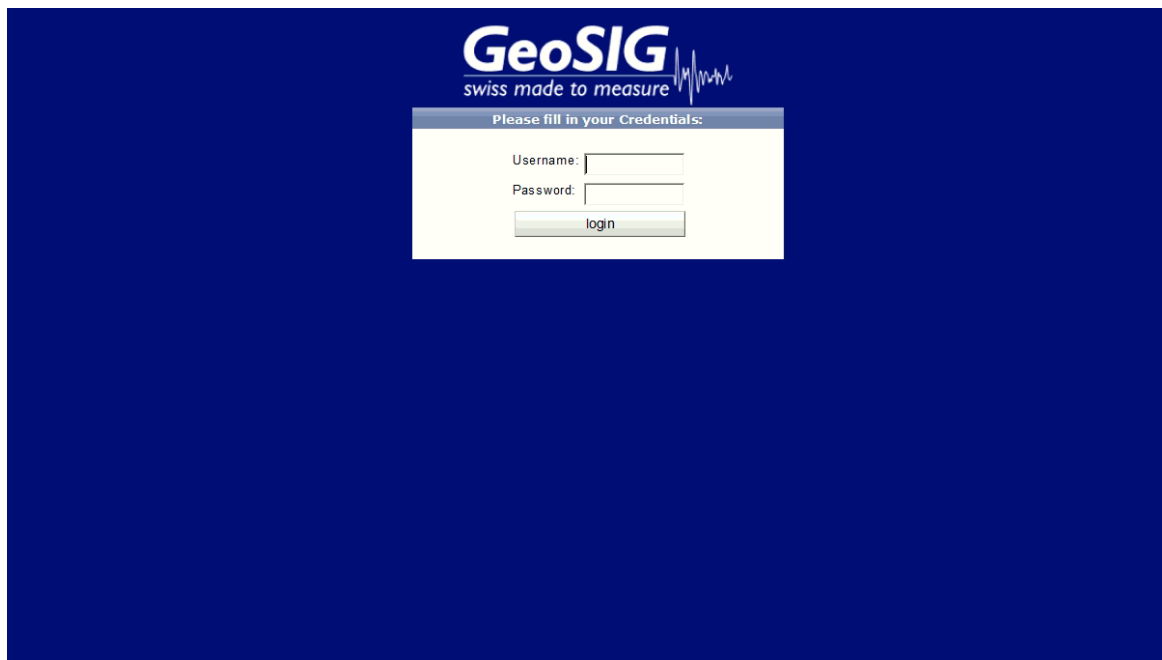 GeoSIG
swiss made to measure
Please fill in your Credentials:
Username:
Password:
login